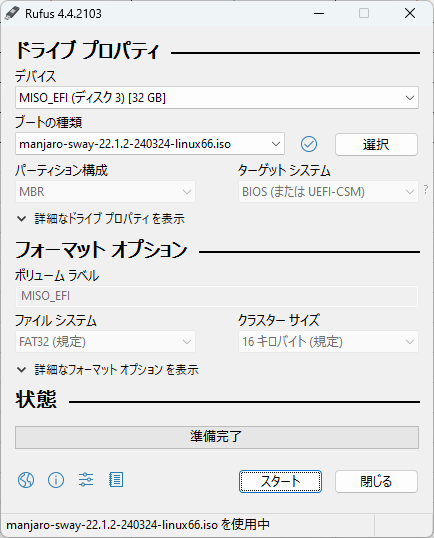 Rufus 4.4.2103
ドライブ プロパティ
デバイス
MISO_EFI (ディスク 3) [32 GB]
ブートの種類
manjaro-sway-22.1.2-240324-linux66.iso
選択
パーティション構成
ターゲット システム
MBR
BIOS (または UEFI-CSM)
?
詳細なドライブ プロパティを表示
フォーマット オプション
ボリューム ラベル
MISO_EFI
ファイル システム
クラスター サイズ
FAT32 (規定)
16 キロバイト (規定)
詳細なフォーマット オプション を表示
状態
準備完了
スタート
閉じる
manjaro-sway-22.1.2-240324-linux66.iso を使用中